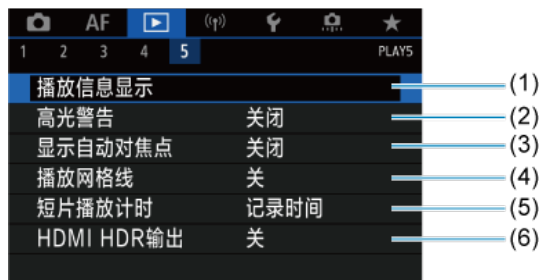 AF
1 2 3 4 5 PLAY5
播放信息显示 (1)
高光警告 关闭 (2)
显示自动对焦点 关闭 (3)
播放网格线 关 (4)
短片播放计时 记录时间 (5)
HDMI HDR输出 关 (6)